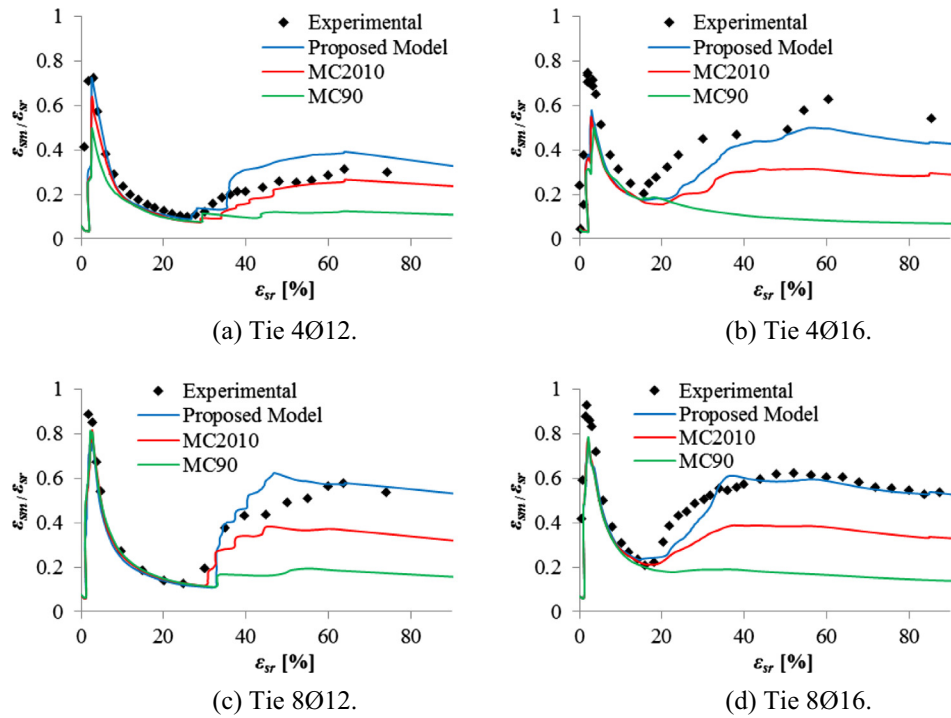 1
0.8
0.6
0.4
0.2
0
εsm / εsr
Experimental
Proposed Model
MC2010
MC90
0 20 40 60 80
εsr [%]
(a) Tie 4Ø12.
1
0.8
0.6
0.4
0.2
0
εsm / εsr
Experimental
Proposed Model
MC2010
MC90
0 20 40 60 80
εsr [%]
(b) Tie 4Ø16.
1
0.8
0.6
0.4
0.2
0
εsm / εsr
Experimental
Proposed Model
MC2010
MC90
0 20 40 60 80
εsr [%]
(c) Tie 8Ø12.
1
0.8
0.6
0.4
0.2
0
εsm / εsr
Experimental
Proposed Model
MC2010
MC90
0 20 40 60 80
εsr [%]
(d) Tie 8Ø16.